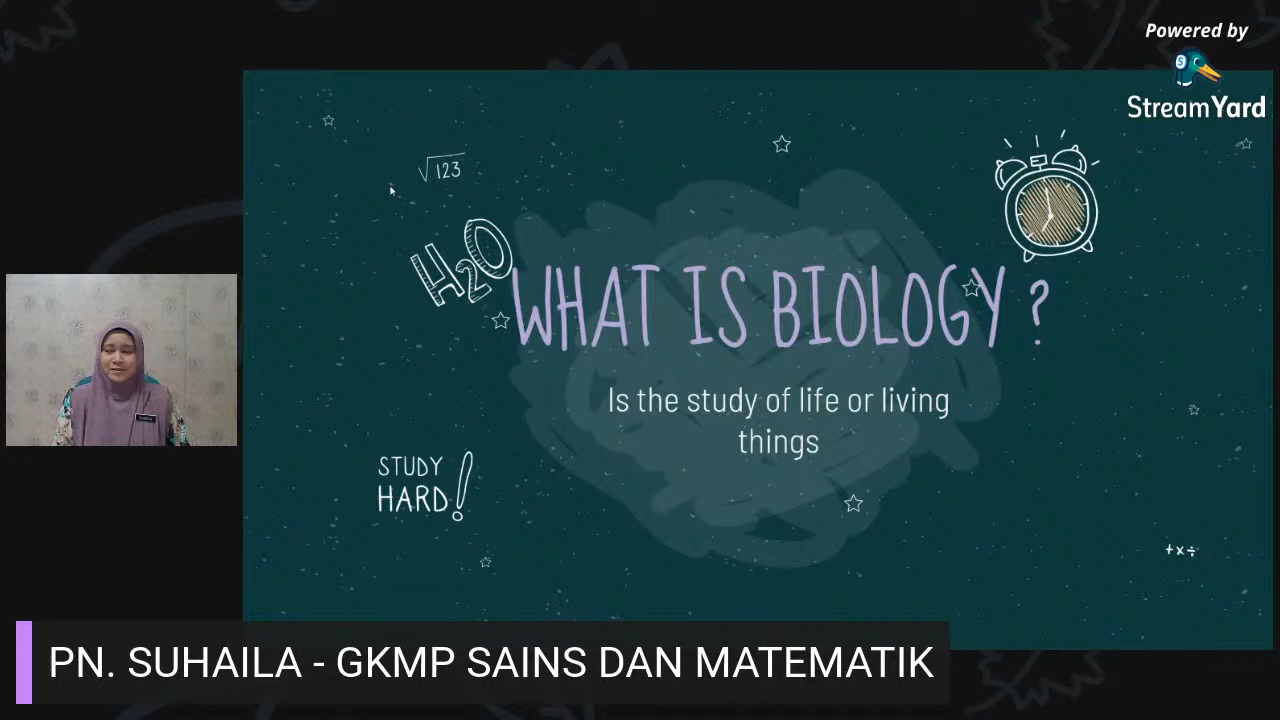 Powered by
StreamYard
√123
H2O
WHAT IS BIOLOGY ?
Is the study of life or living
things
STUDY
HARD!
+×÷
PN. SUHAILA - GKMP SAINS DAN MATEMATIK